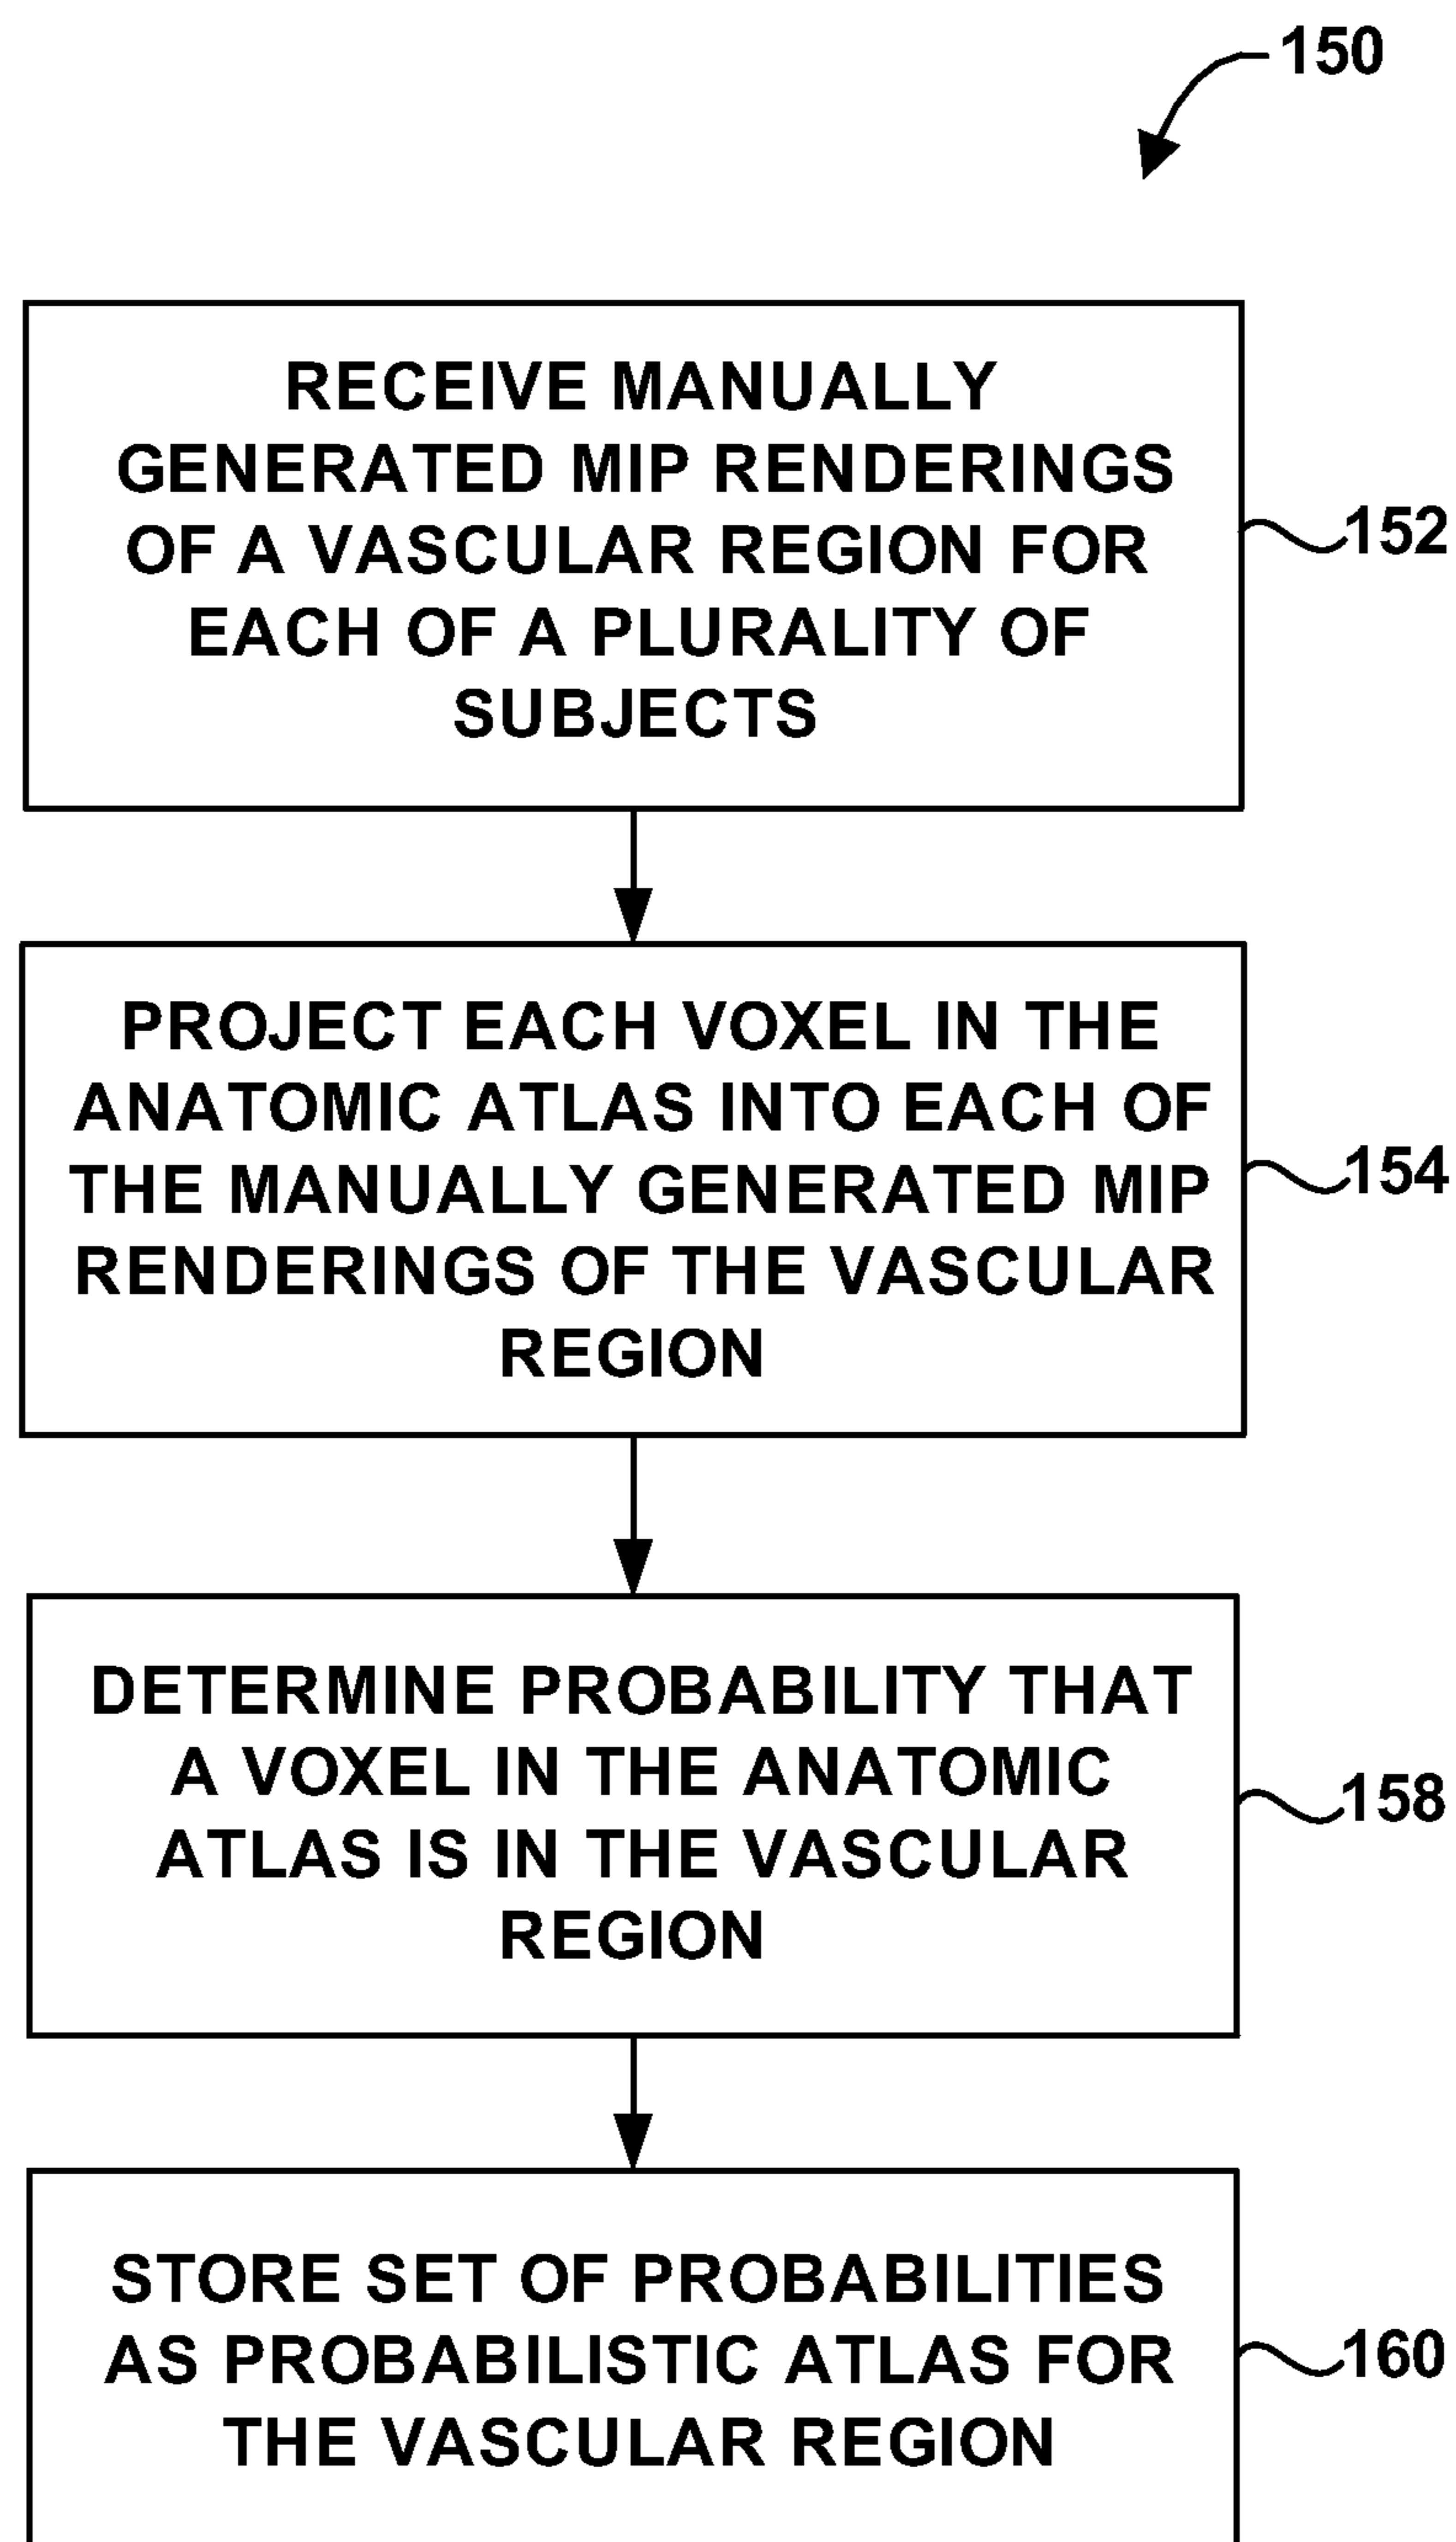 150
RECEIVE MANUALLY
GENERATED MIP RENDERINGS
OF A VASCULAR REGION FOR
EACH OF A PLURALITY OF
SUBJECTS
152
PROJECT EACH VOXEL IN THE
ANATOMIC ATLAS INTO EACH OF
THE MANUALLY GENERATED MIP
RENDERINGS OF THE VASCULAR
REGION
154
DETERMINE PROBABILITY THAT
A VOXEL IN THE ANATOMIC
ATLAS IS IN THE VASCULAR
REGION
158
STORE SET OF PROBABILITIES
AS PROBABILISTIC ATLAS FOR
THE VASCULAR REGION
160